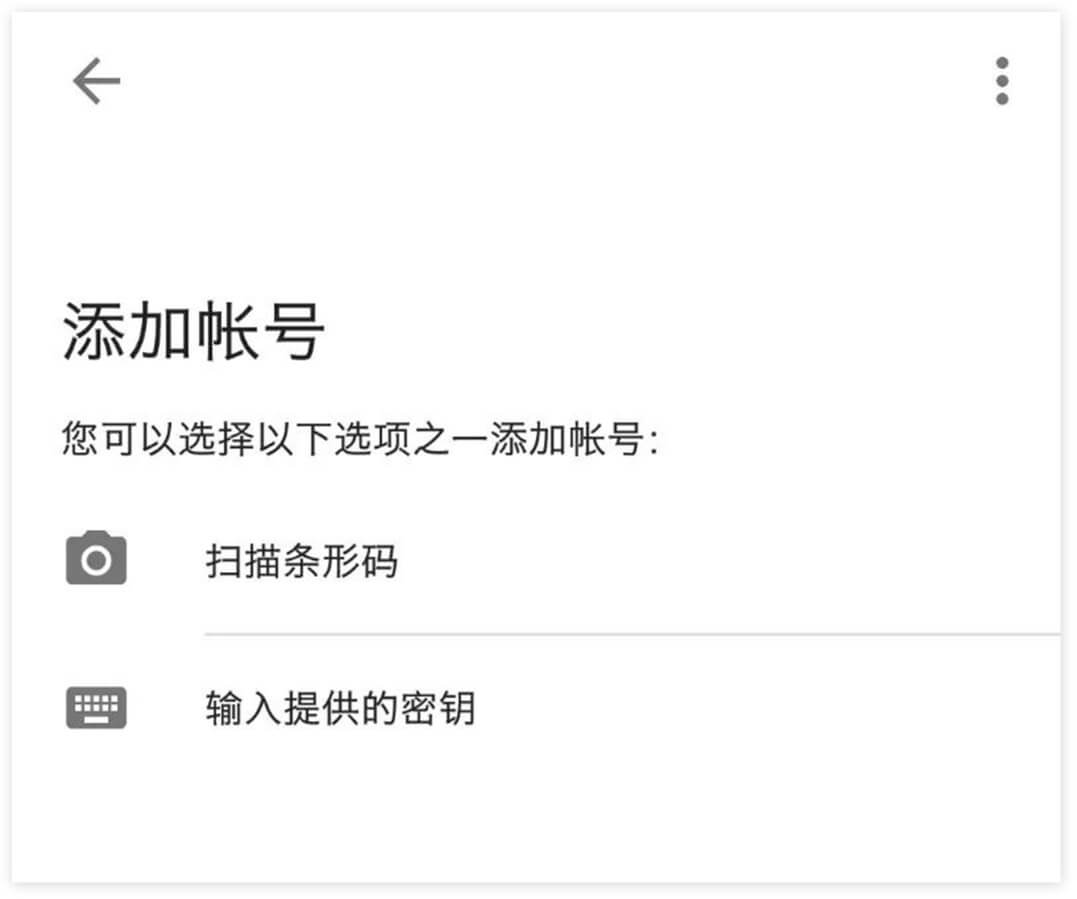 添加帐号
您可以选择以下选项之一添加帐号：
扫描条形码
输入提供的密钥